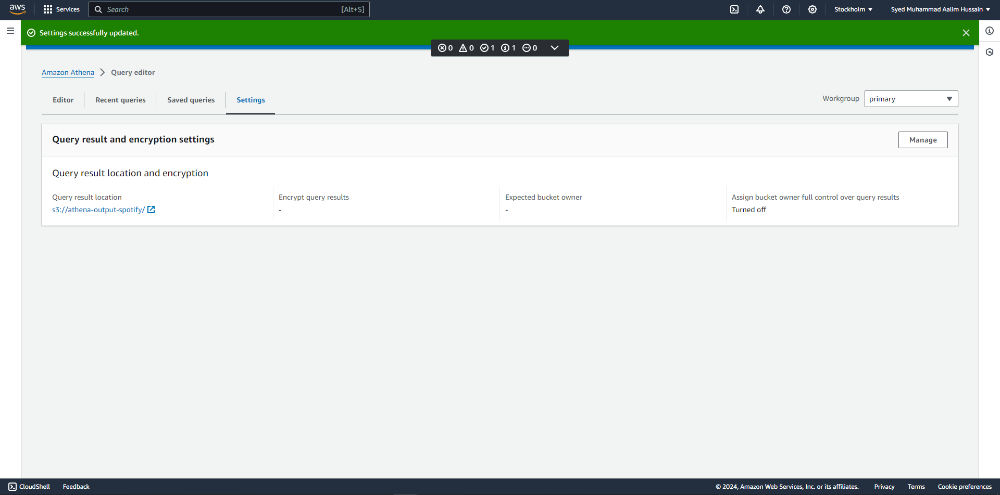 aws Services Search [Alt+S] Stockholm Syed Muhammad Aalim Hussain
Settings successfully updated.
0 0 1 1 0
Amazon Athena Query editor
Editor Recent queries Saved queries Settings Workgroup primary
Query result and encryption settings Manage
Query result location and encryption
Query result location Encrypt query results Expected bucket owner Assign bucket owner full control over query results
s3://athena-output-spotify/ - - Turned off
CloudShell Feedback © 2024, Amazon Web Services, Inc. or its affiliates. Privacy Terms Cookie preferences